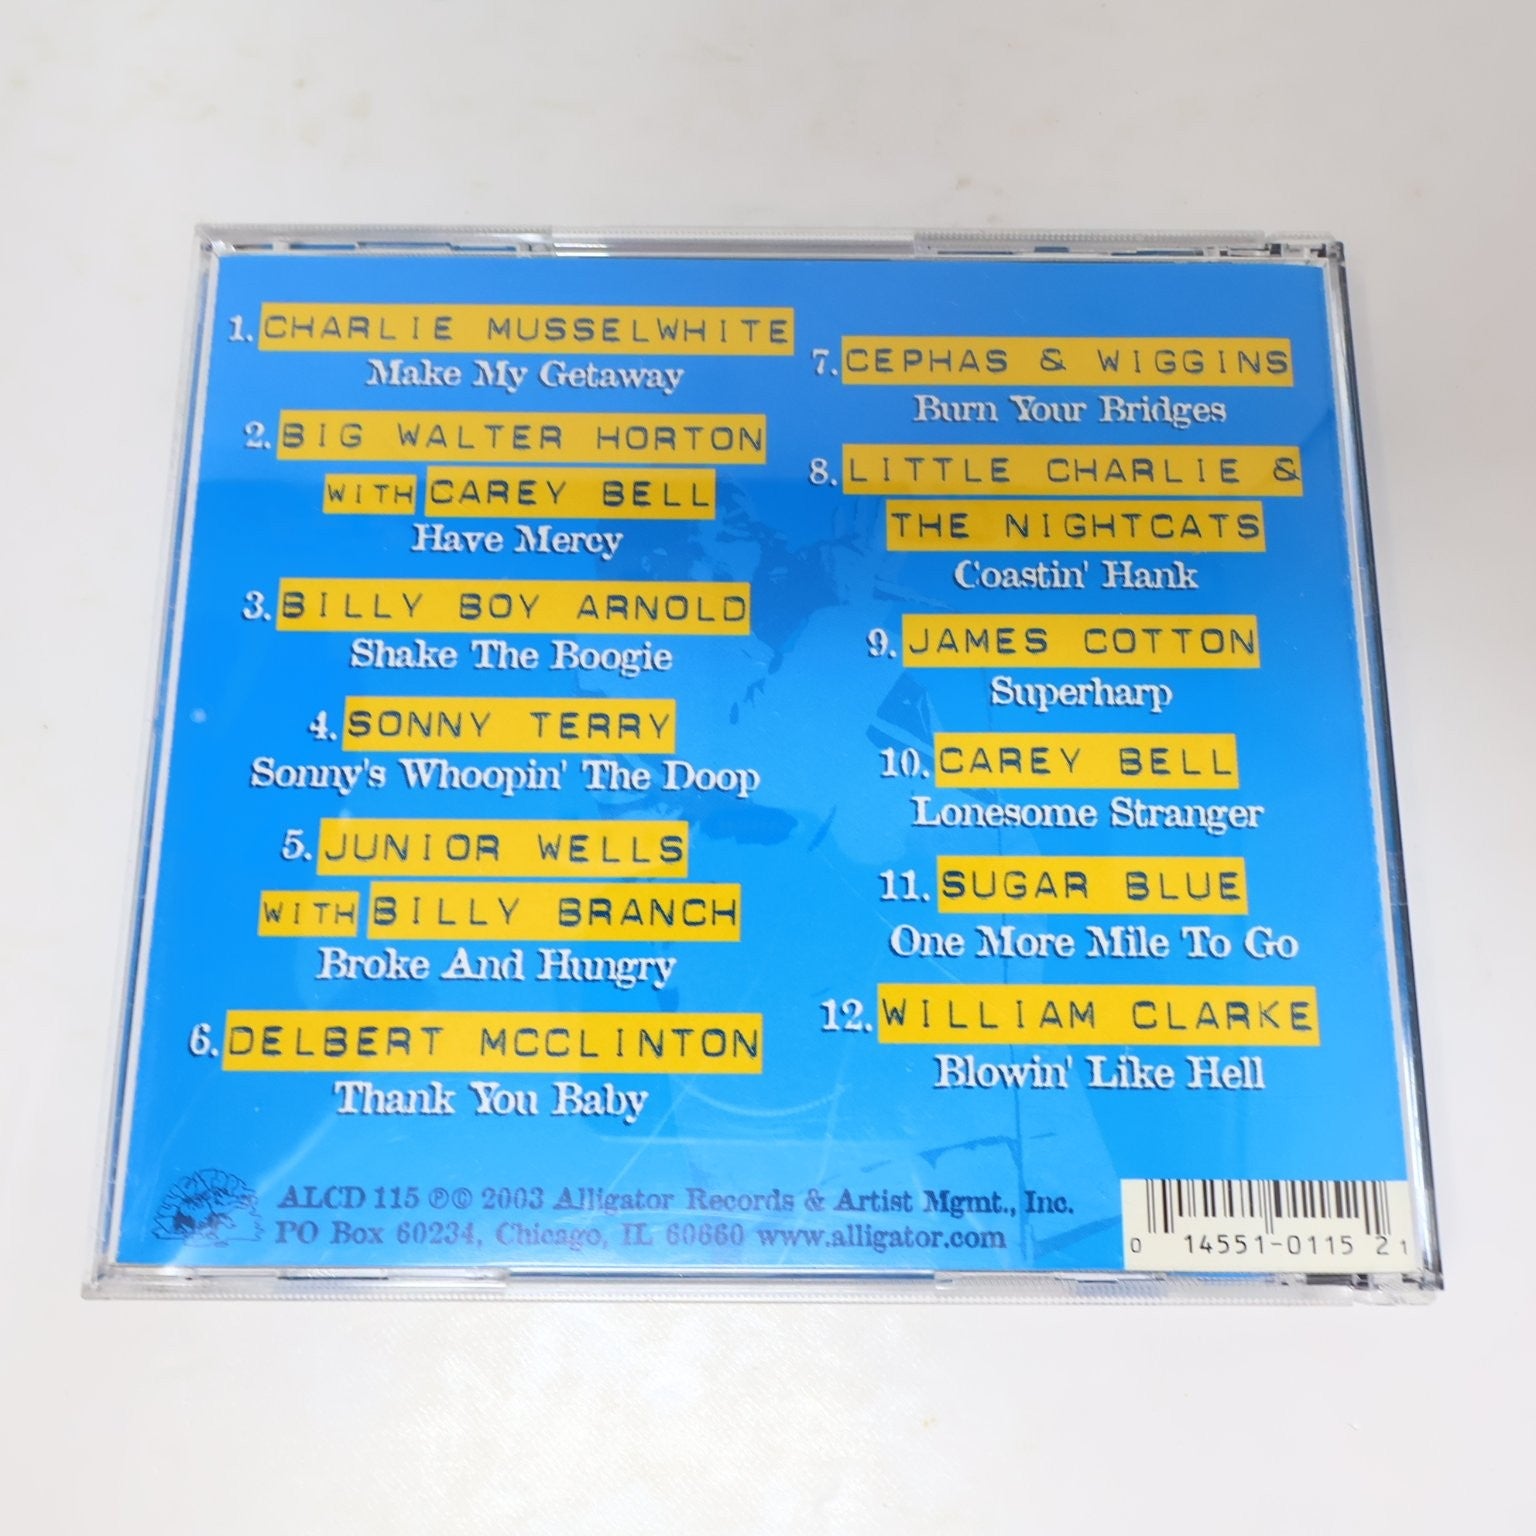 1. CHARLIE MUSSELWHITE
Make My Getaway
2. BIG WALTER HORTON
WITH CAREY BELL
Have Mercy
3. BILLY BOY ARNOLD
Shake The Boogie
4. SONNY TERRY
Sonny's Whoopin' The Doop
5. JUNIOR WELLS
WITH BILLY BRANCH
Broke And Hungry
6. DELBERT MCCLINTON
Thank You Baby
7. CEPHAS & WIGGINS
Burn Your Bridges
8. LITTLE CHARLIE &
THE NIGHTCATS
Coastin' Hank
9. JAMES COTTON
Superharp
10. CAREY BELL
Lonesome Stranger
11. SUGAR BLUE
One More Mile To Go
12. WILLIAM CLARKE
Blowin' Like Hell
ALCD 115 ℗© 2003 Alligator Records & Artist Mgmt., Inc.
PO Box 60234, Chicago, IL 60660 www.alligator.com
0 14551-0115 2 1